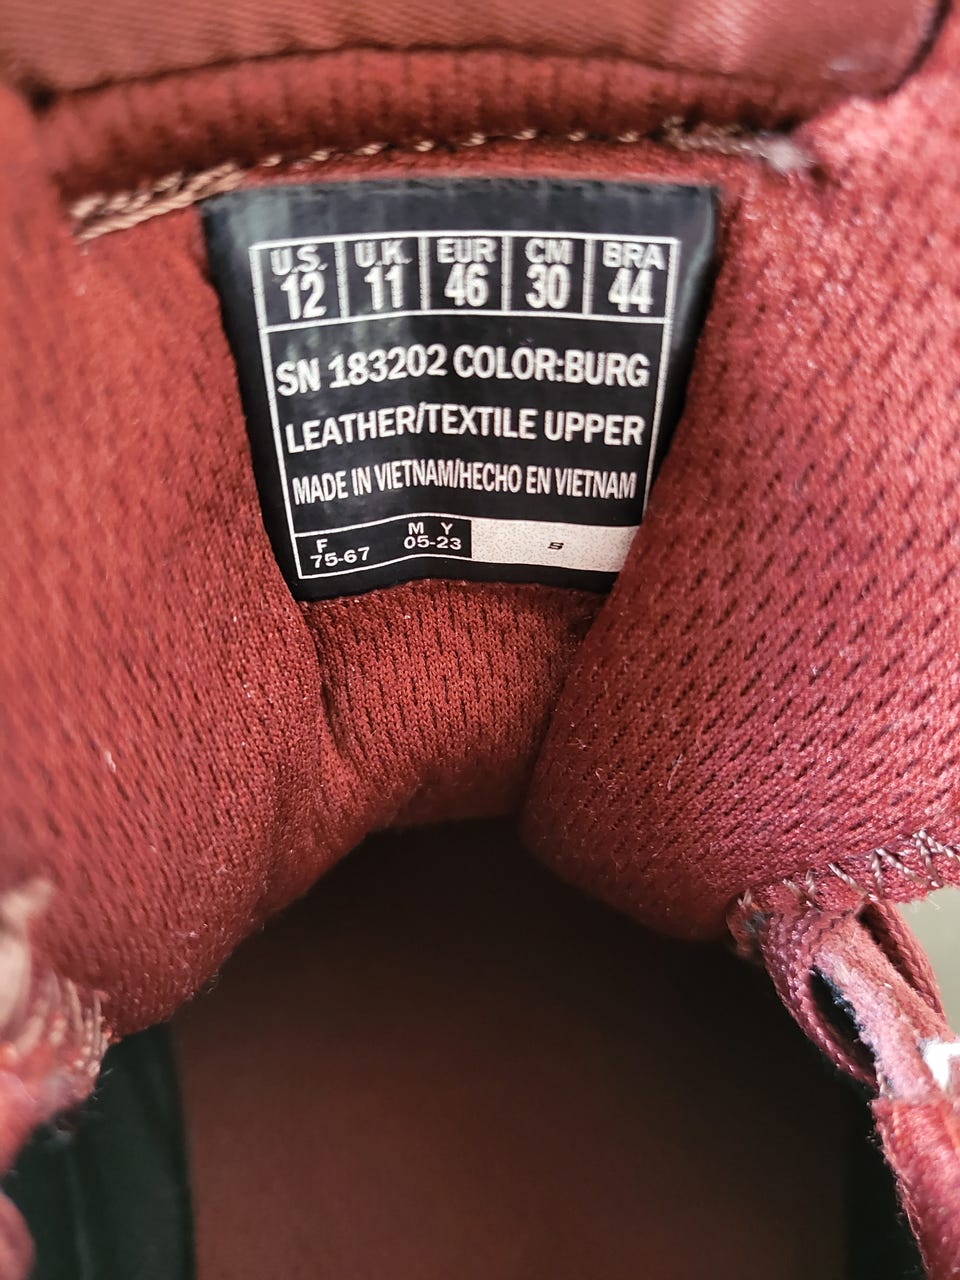 U.S. U.K. EUR CM BRA
12 11 46 30 44
SN 183202 COLOR:BURG
LEATHER/TEXTILE UPPER
MADE IN VIETNAM/HECHO EN VIETNAM
F M Y
75-67 05-23
S